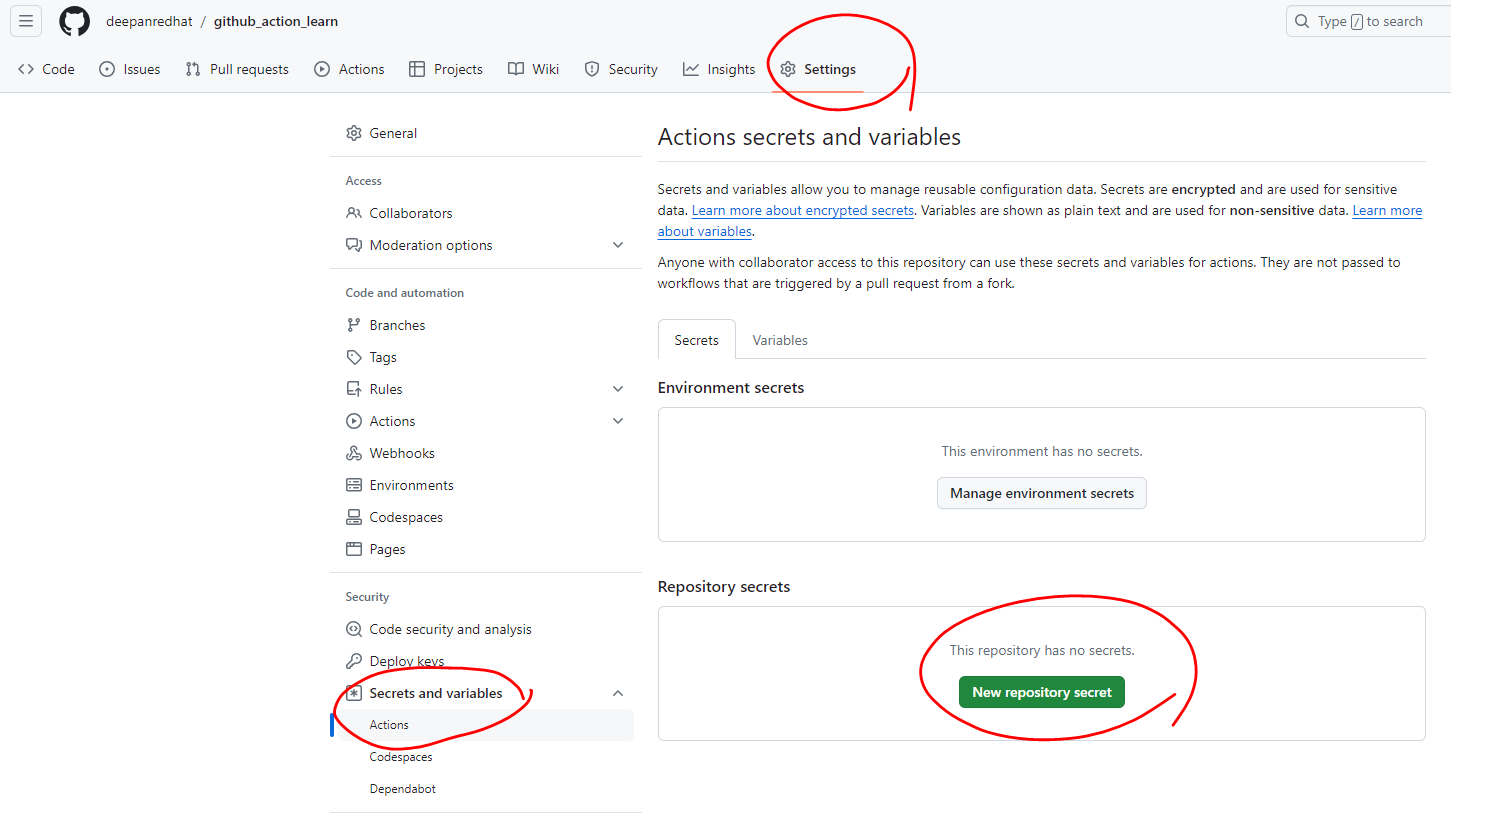 deepanredhat / github_action_learn
Type / to search
Code Issues Pull requests Actions Projects Wiki Security Insights Settings
General
Access
Collaborators
Moderation options
Code and automation
Branches
Tags
Rules
Actions
Webhooks
Environments
Codespaces
Pages
Security
Code security and analysis
Deploy keys
Secrets and variables
Actions
Codespaces
Dependabot
Actions secrets and variables
Secrets and variables allow you to manage reusable configuration data. Secrets are encrypted and are used for sensitive
data. Learn more about encrypted secrets. Variables are shown as plain text and are used for non-sensitive data. Learn more
about variables.
Anyone with collaborator access to this repository can use these secrets and variables for actions. They are not passed to
workflows that are triggered by a pull request from a fork.
Secrets Variables
Environment secrets
This environment has no secrets.
Manage environment secrets
Repository secrets
This repository has no secrets.
New repository secret